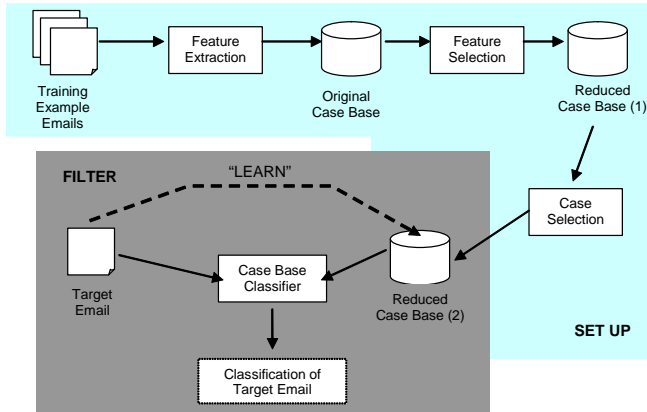 Feature
Extraction
Feature
Selection
Training
Example
Emails
Original
Case Base
Reduced
Case Base (1)
FILTER
“LEARN”
Case
Selection
Case Base
Classifier
Target
Email
Reduced
Case Base (2)
SET UP
Classification of
Target Email